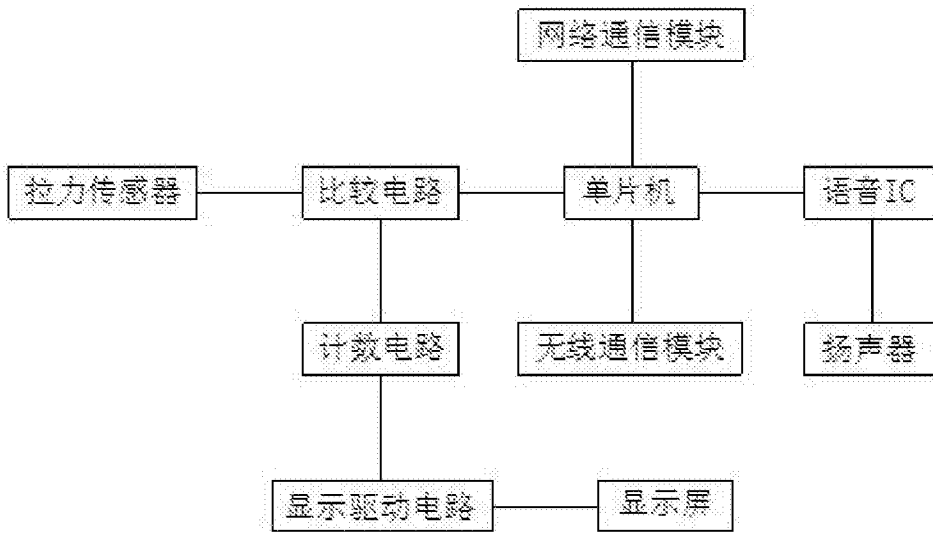 网络通信模块
拉力传感器
比较电路
单片机
语音IC
计数电路
无线通信模块
扬声器
显示驱动电路
显示屏